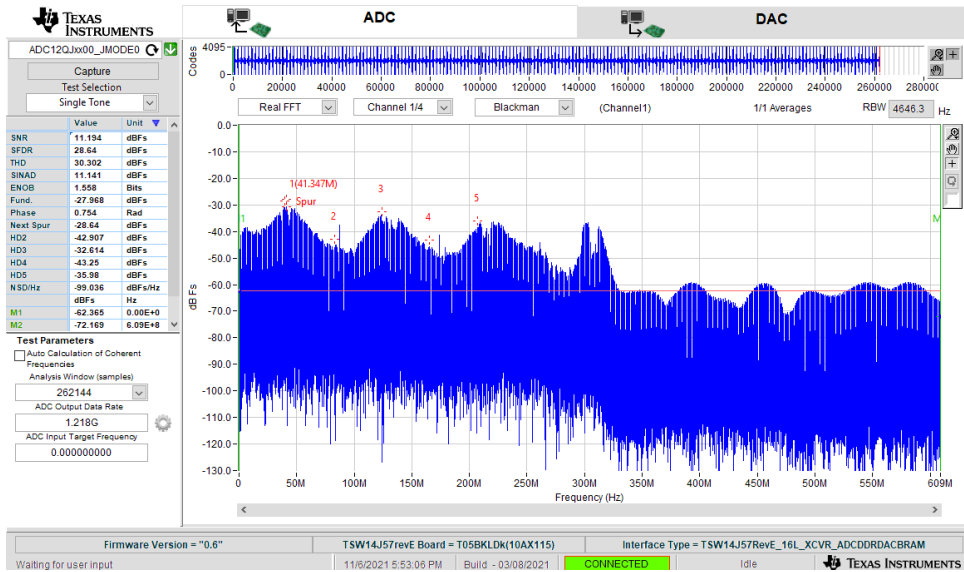 TEXAS INSTRUMENTS
ADC
DAC
ADC12QJxx00_JMODE0
Capture
Test Selection
Single Tone
Value Unit
SNR 11.194 dBFs
SFDR 28.64 dBFs
THD 30.302 dBFs
SINAD 11.141 dBFs
ENOB 1.558 Bits
Fund. -27.968 dBFs
Phase 0.754 Rad
Next Spur -28.64 dBFs
HD2 -42.907 dBFs
HD3 -32.614 dBFs
HD4 -43.25 dBFs
HD5 -35.98 dBFs
NSD/Hz -99.036 dBFs/Hz
dBFs Hz
M1 -62.365 0.00E+0
M2 -72.169 6.09E+8
Test Parameters
Auto Calculation of Coherent
Frequencies
Analysis Window (samples)
262144
ADC Output Data Rate
1.218G
ADC Input Target Frequency
0.000000000
Codes
4095
0
0 20000 40000 60000 80000 100000 120000 140000 160000 180000 200000 220000 240000 260000 28000(
Real FFT Channel 1/4 Blackman (Channel1) 1/1 Averages RBW 4646.3 Hz
0.0
-10.0
-20.0
-30.0
-40.0
-50.0
-60.0
-70.0
-80.0
-90.0
-100.0
-110.0
-120.0
-130.0
dBFs
1(41.347M)
Spur
2
3
4
5
1
M
0 50M 100M 150M 200M 250M 300M 350M 400M 450M 500M 550M 609M
Frequency (Hz)
Firmware Version = "0.6" TSW14J57revE Board = T05BKLDk(10AX115) Interface Type = TSW14J57RevE_16L_XCVR_ADCDDRDACBRAM
Waiting for user input 11/6/2021 5:53:06 PM Build - 03/08/2021 CONNECTED Idle TEXAS INSTRUMENTS